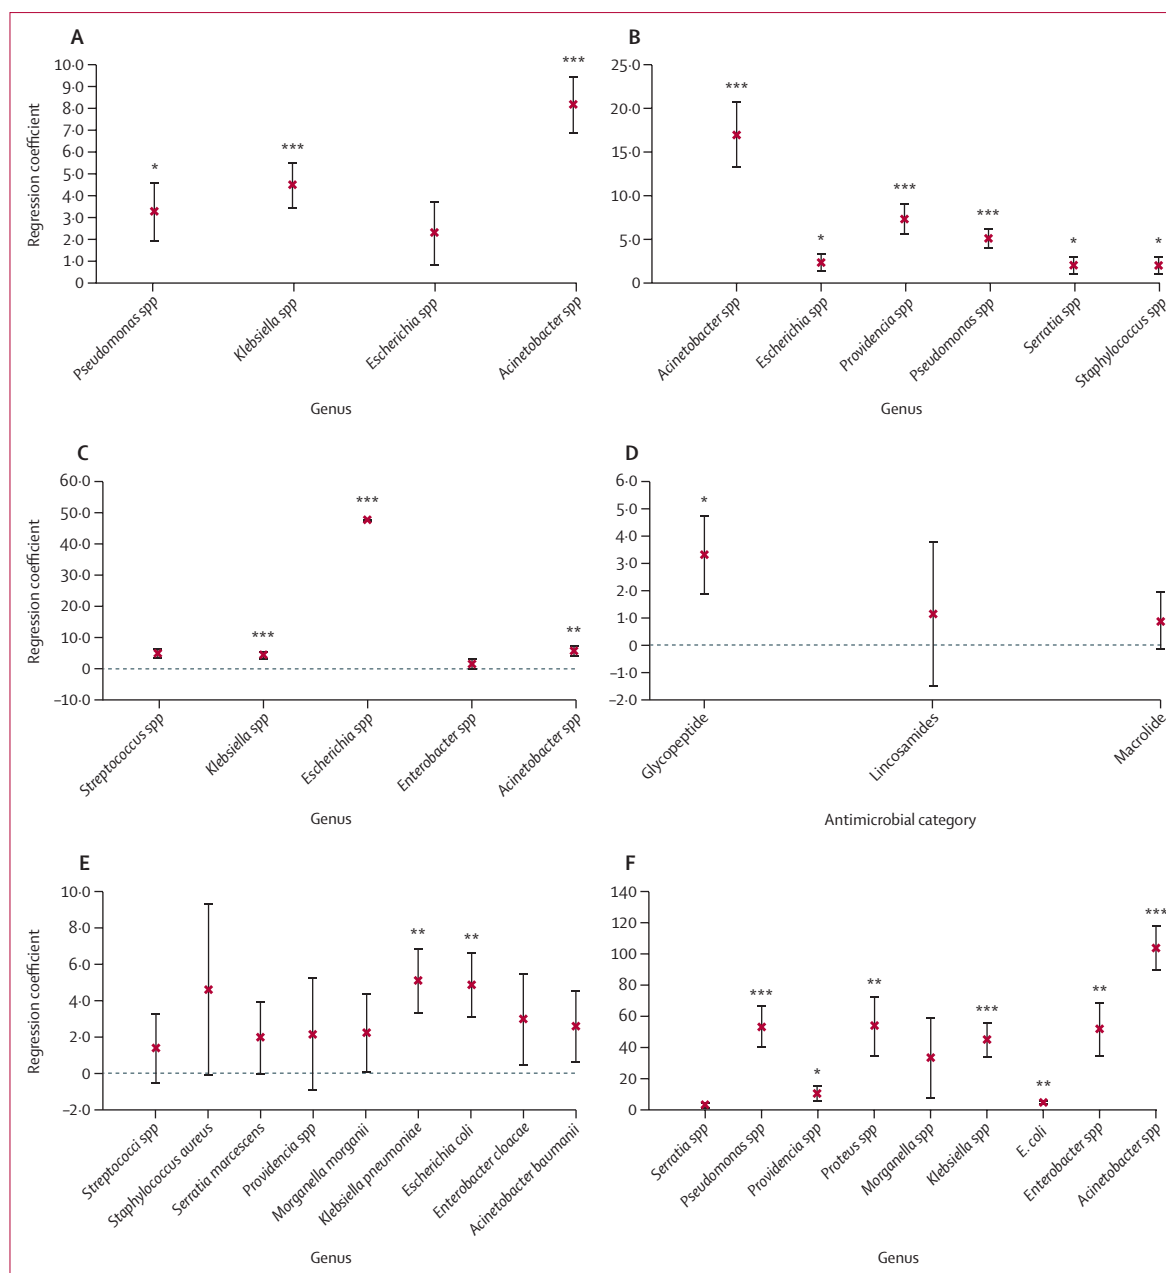 A
Regression coefficient
10·0
9·0
8·0
7·0
6·0
5·0
4·0
3·0
2·0
1·0
0
*
***
***
Pseudomonas spp
Klebsiella spp
Escherichia spp
Acinetobacter spp
Genus
B
25·0
20·0
15·0
10·0
5·0
0
***
*
***
***
*
*
Acinetobacter spp
Escherichia spp
Providencia spp
Pseudomonas spp
Serratia spp
Staphylococcus spp
Genus
C
Regression coefficient
60·0
50·0
40·0
30·0
20·0
10·0
0
–10·0
***
***
**
Streptococcus spp
Klebsiella spp
Escherichia spp
Enterobacter spp
Acinetobacter spp
Genus
D
6·0
5·0
4·0
3·0
2·0
1·0
0
–1·0
–2·0
*
Glycopeptide
Lincosamides
Macrolide
Antimicrobial category
E
Regression coefficient
10·0
8·0
6·0
4·0
2·0
0
–2·0
**
**
Streptococci spp
Staphylococcus aureus
Serratia marcescens
Providencia spp
Morganella morganii
Klebsiella pneumoniae
Escherichia coli
Enterobacter cloacae
Acinetobacter baumanii
Genus
F
140
120
100
80
60
40
20
0
***
*
**
***
**
**
***
Serratia spp
Pseudomonas spp
Providencia spp
Proteus spp
Morganella spp
Klebsiella spp
E. coli
Enterobacter spp
Acinetobacter spp
Genus